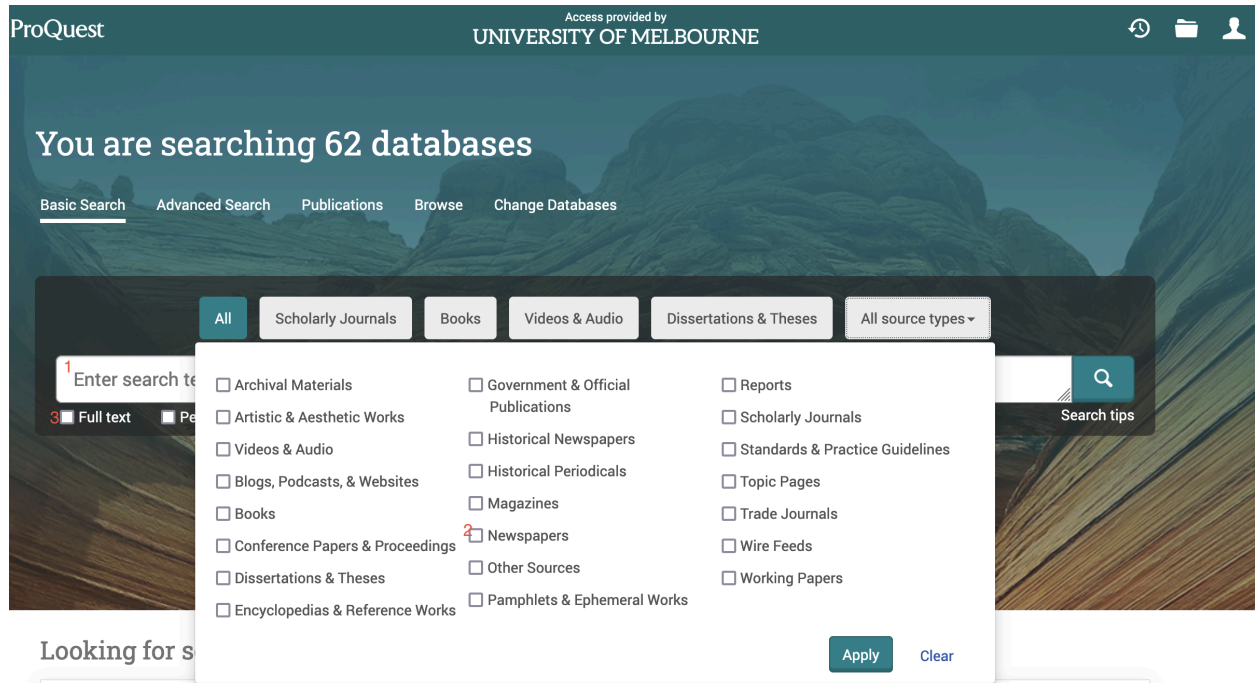 ProQuest
Access provided by
UNIVERSITY OF MELBOURNE
You are searching 62 databases
Basic Search Advanced Search Publications Browse Change Databases
All Scholarly Journals Books Videos & Audio Dissertations & Theses All source types
1 Enter search te
3 Full text Pe
Search tips
Archival Materials
Artistic & Aesthetic Works
Videos & Audio
Blogs, Podcasts, & Websites
Books
Conference Papers & Proceedings
Dissertations & Theses
Encyclopedias & Reference Works
Government & Official
Publications
Historical Newspapers
Historical Periodicals
Magazines
2 Newspapers
Other Sources
Pamphlets & Ephemeral Works
Reports
Scholarly Journals
Standards & Practice Guidelines
Topic Pages
Trade Journals
Wire Feeds
Working Papers
Apply Clear
Looking for s